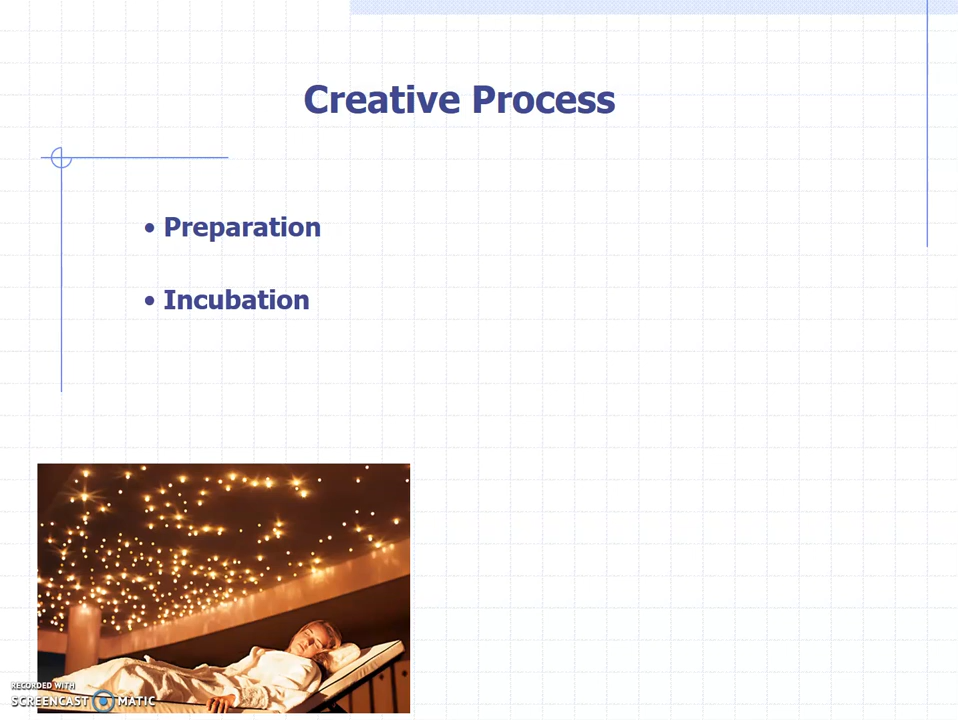 Creative Process
• Preparation
• Incubation
RECORDED WITH
SCREENCAST MATIC